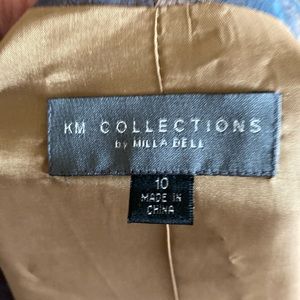 KM COLLECTIONS
by MILLA BELL
10
MADE IN
CHINA